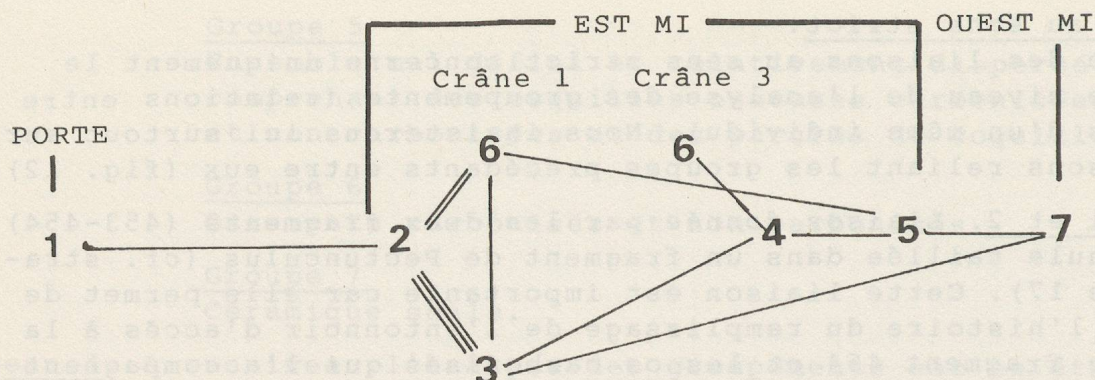 EST MI OUEST MI
Crâne 1 Crâne 3
PORTE
6 6
1 2 4 5 7
3